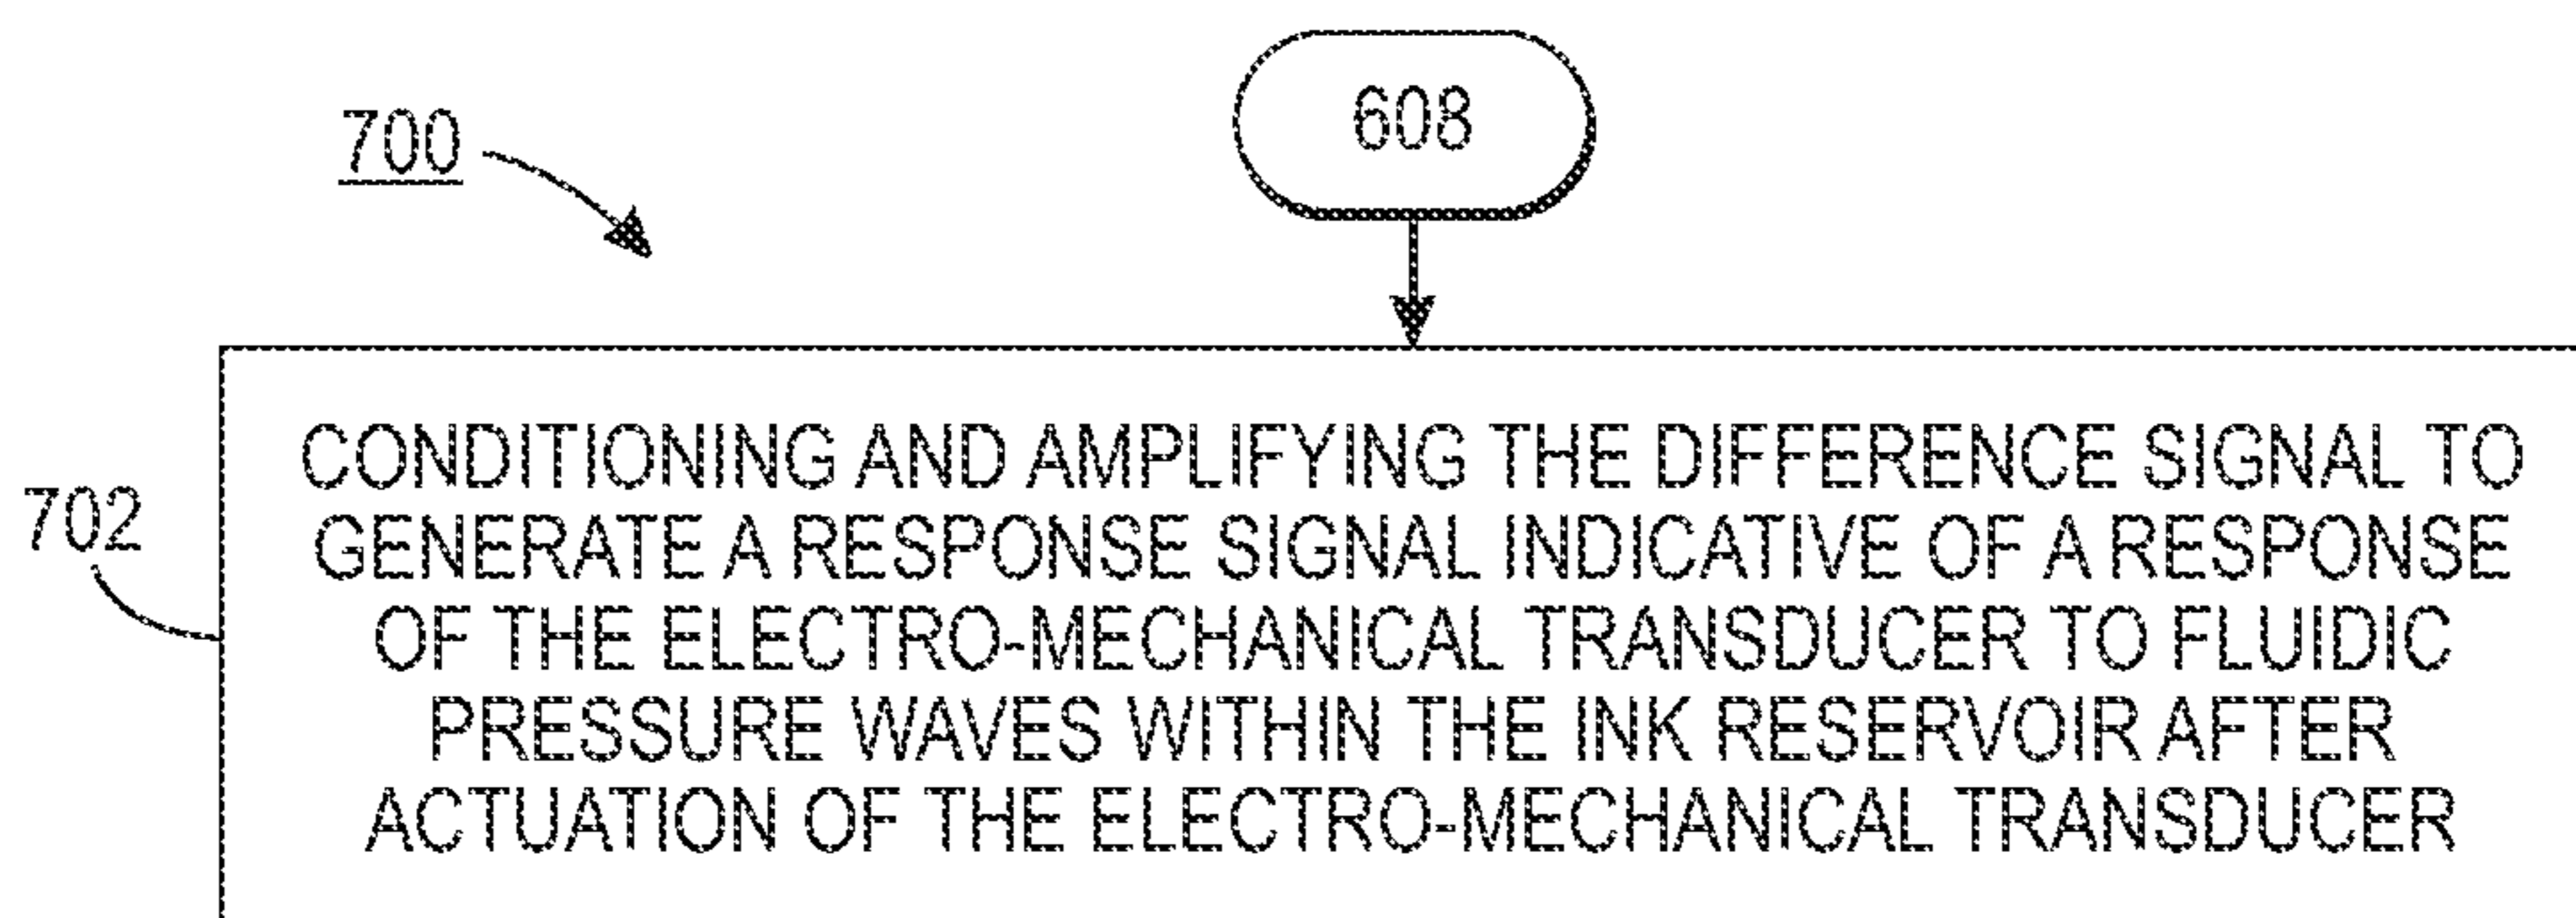 700
608
702
CONDITIONING AND AMPLIFYING THE DIFFERENCE SIGNAL TO
GENERATE A RESPONSE SIGNAL INDICATIVE OF A RESPONSE
OF THE ELECTRO-MECHANICAL TRANSDUCER TO FLUIDIC
PRESSURE WAVES WITHIN THE INK RESERVOIR AFTER
ACTUATION OF THE ELECTRO-MECHANICAL TRANSDUCER